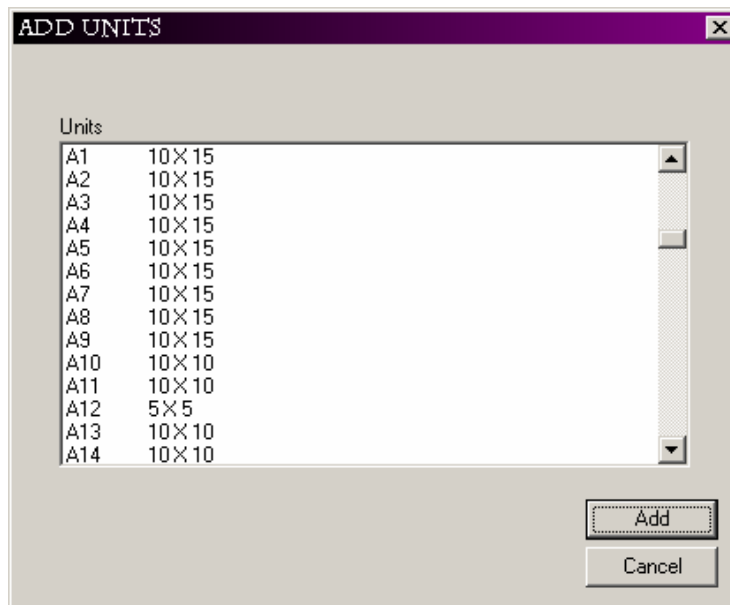 ADD UNITS
Units
A1 10X15
A2 10X15
A3 10X15
A4 10X15
A5 10X15
A6 10X15
A7 10X15
A8 10X15
A9 10X15
A10 10X10
A11 10X10
A12 5X5
A13 10X10
A14 10X10
Add
Cancel